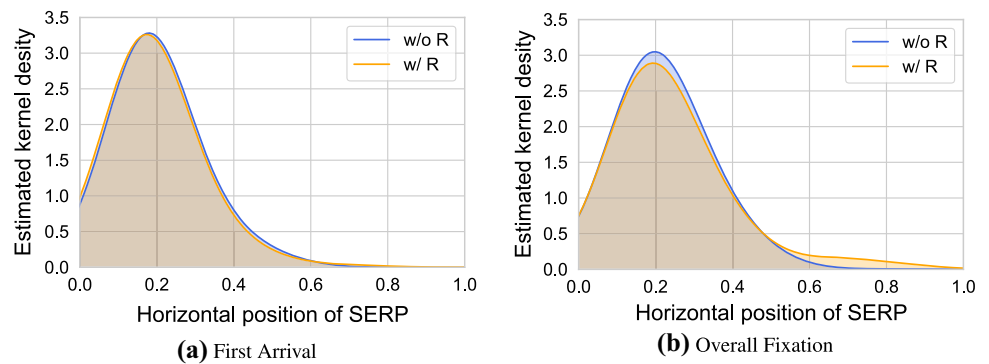 3.5
3.0
2.5
2.0
1.5
1.0
0.5
0.0
Estimated kernel desity
w/o R
w/ R
0.0 0.2 0.4 0.6 0.8 1.0
Horizontal position of SERP
(a) First Arrival
3.5
3.0
2.5
2.0
1.5
1.0
0.5
0.0
Estimated kernel desity
w/o R
w/ R
0.0 0.2 0.4 0.6 0.8 1.0
Horizontal position of SERP
(b) Overall Fixation